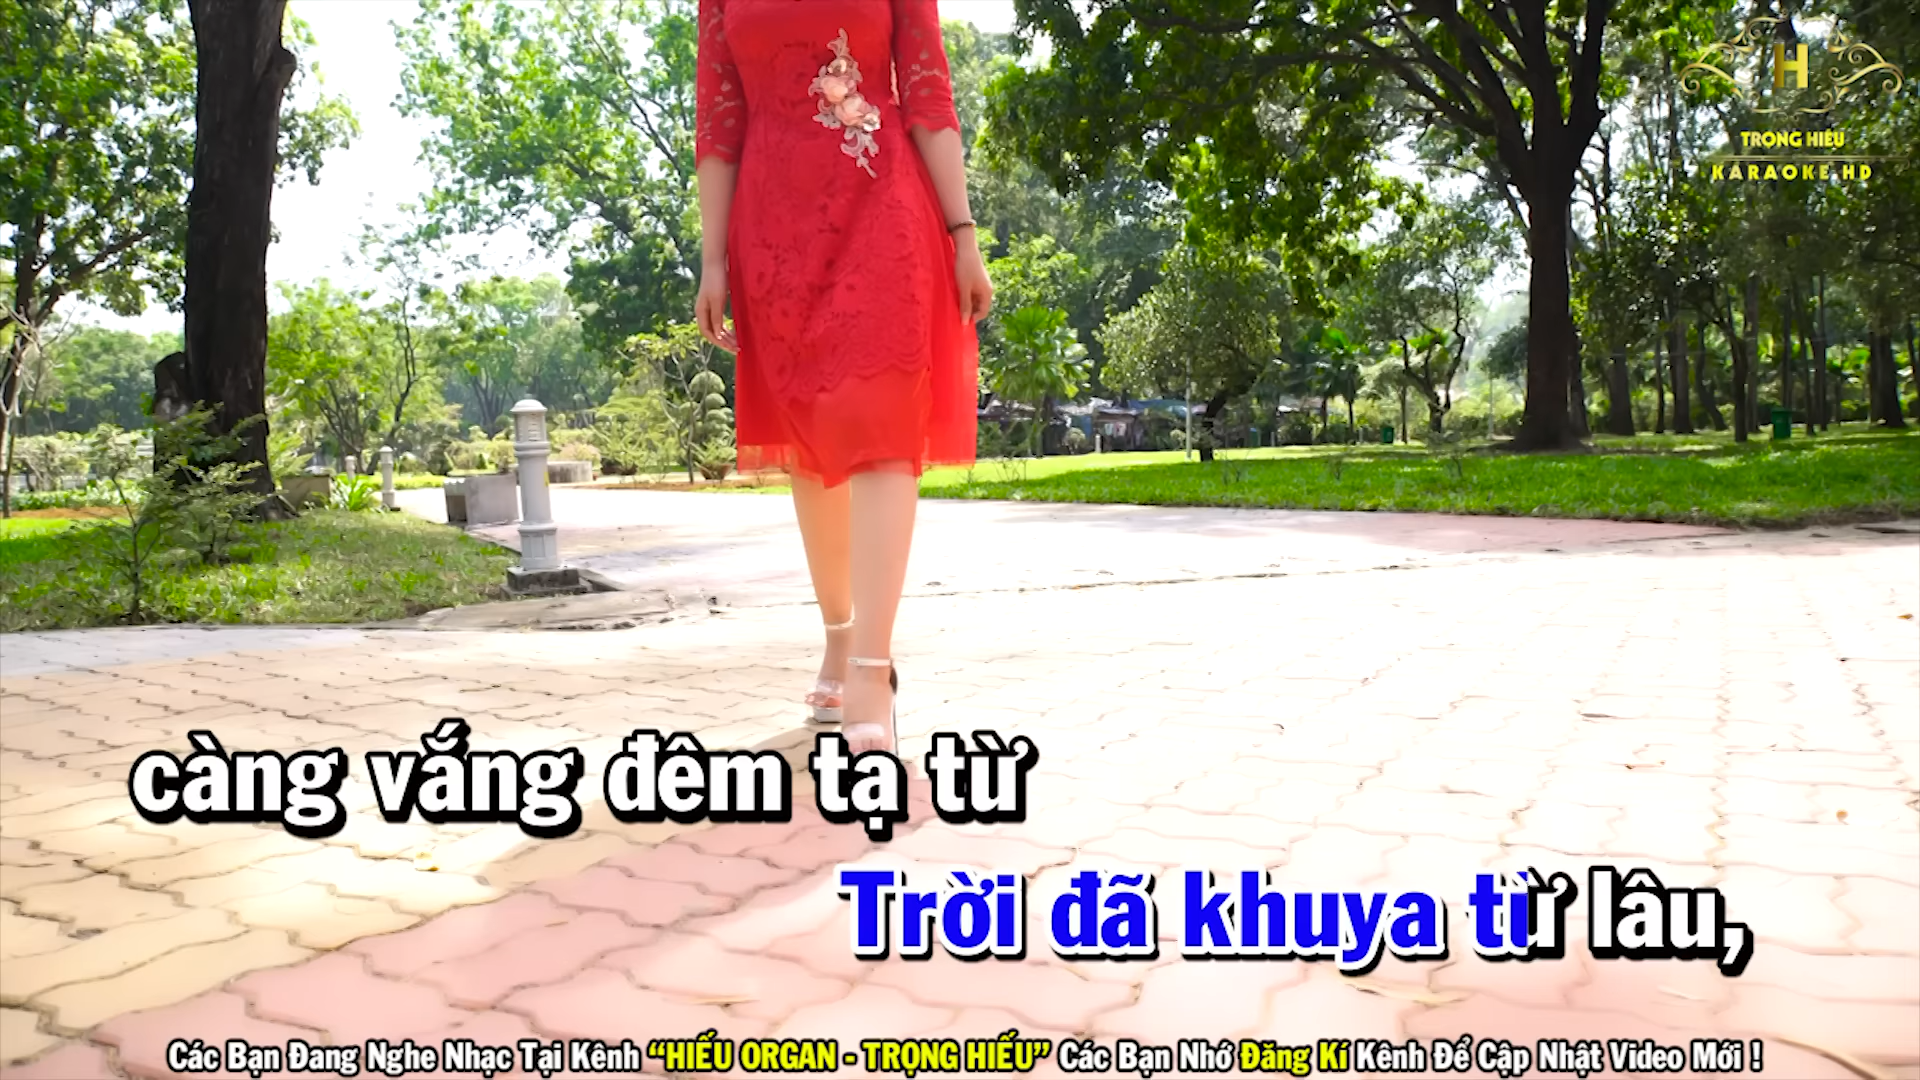 H
TRỌNG HIẾU
KARAOKE HD
càng vắng đêm tạ từ
Trời đã khuya từ lâu,
Các Bạn Đang Nghe Nhạc Tại Kênh “HIẾU ORGAN - TRỌNG HIẾU” Các Bạn Nhớ Đăng Kí Kênh Để Cập Nhật Video Mới !